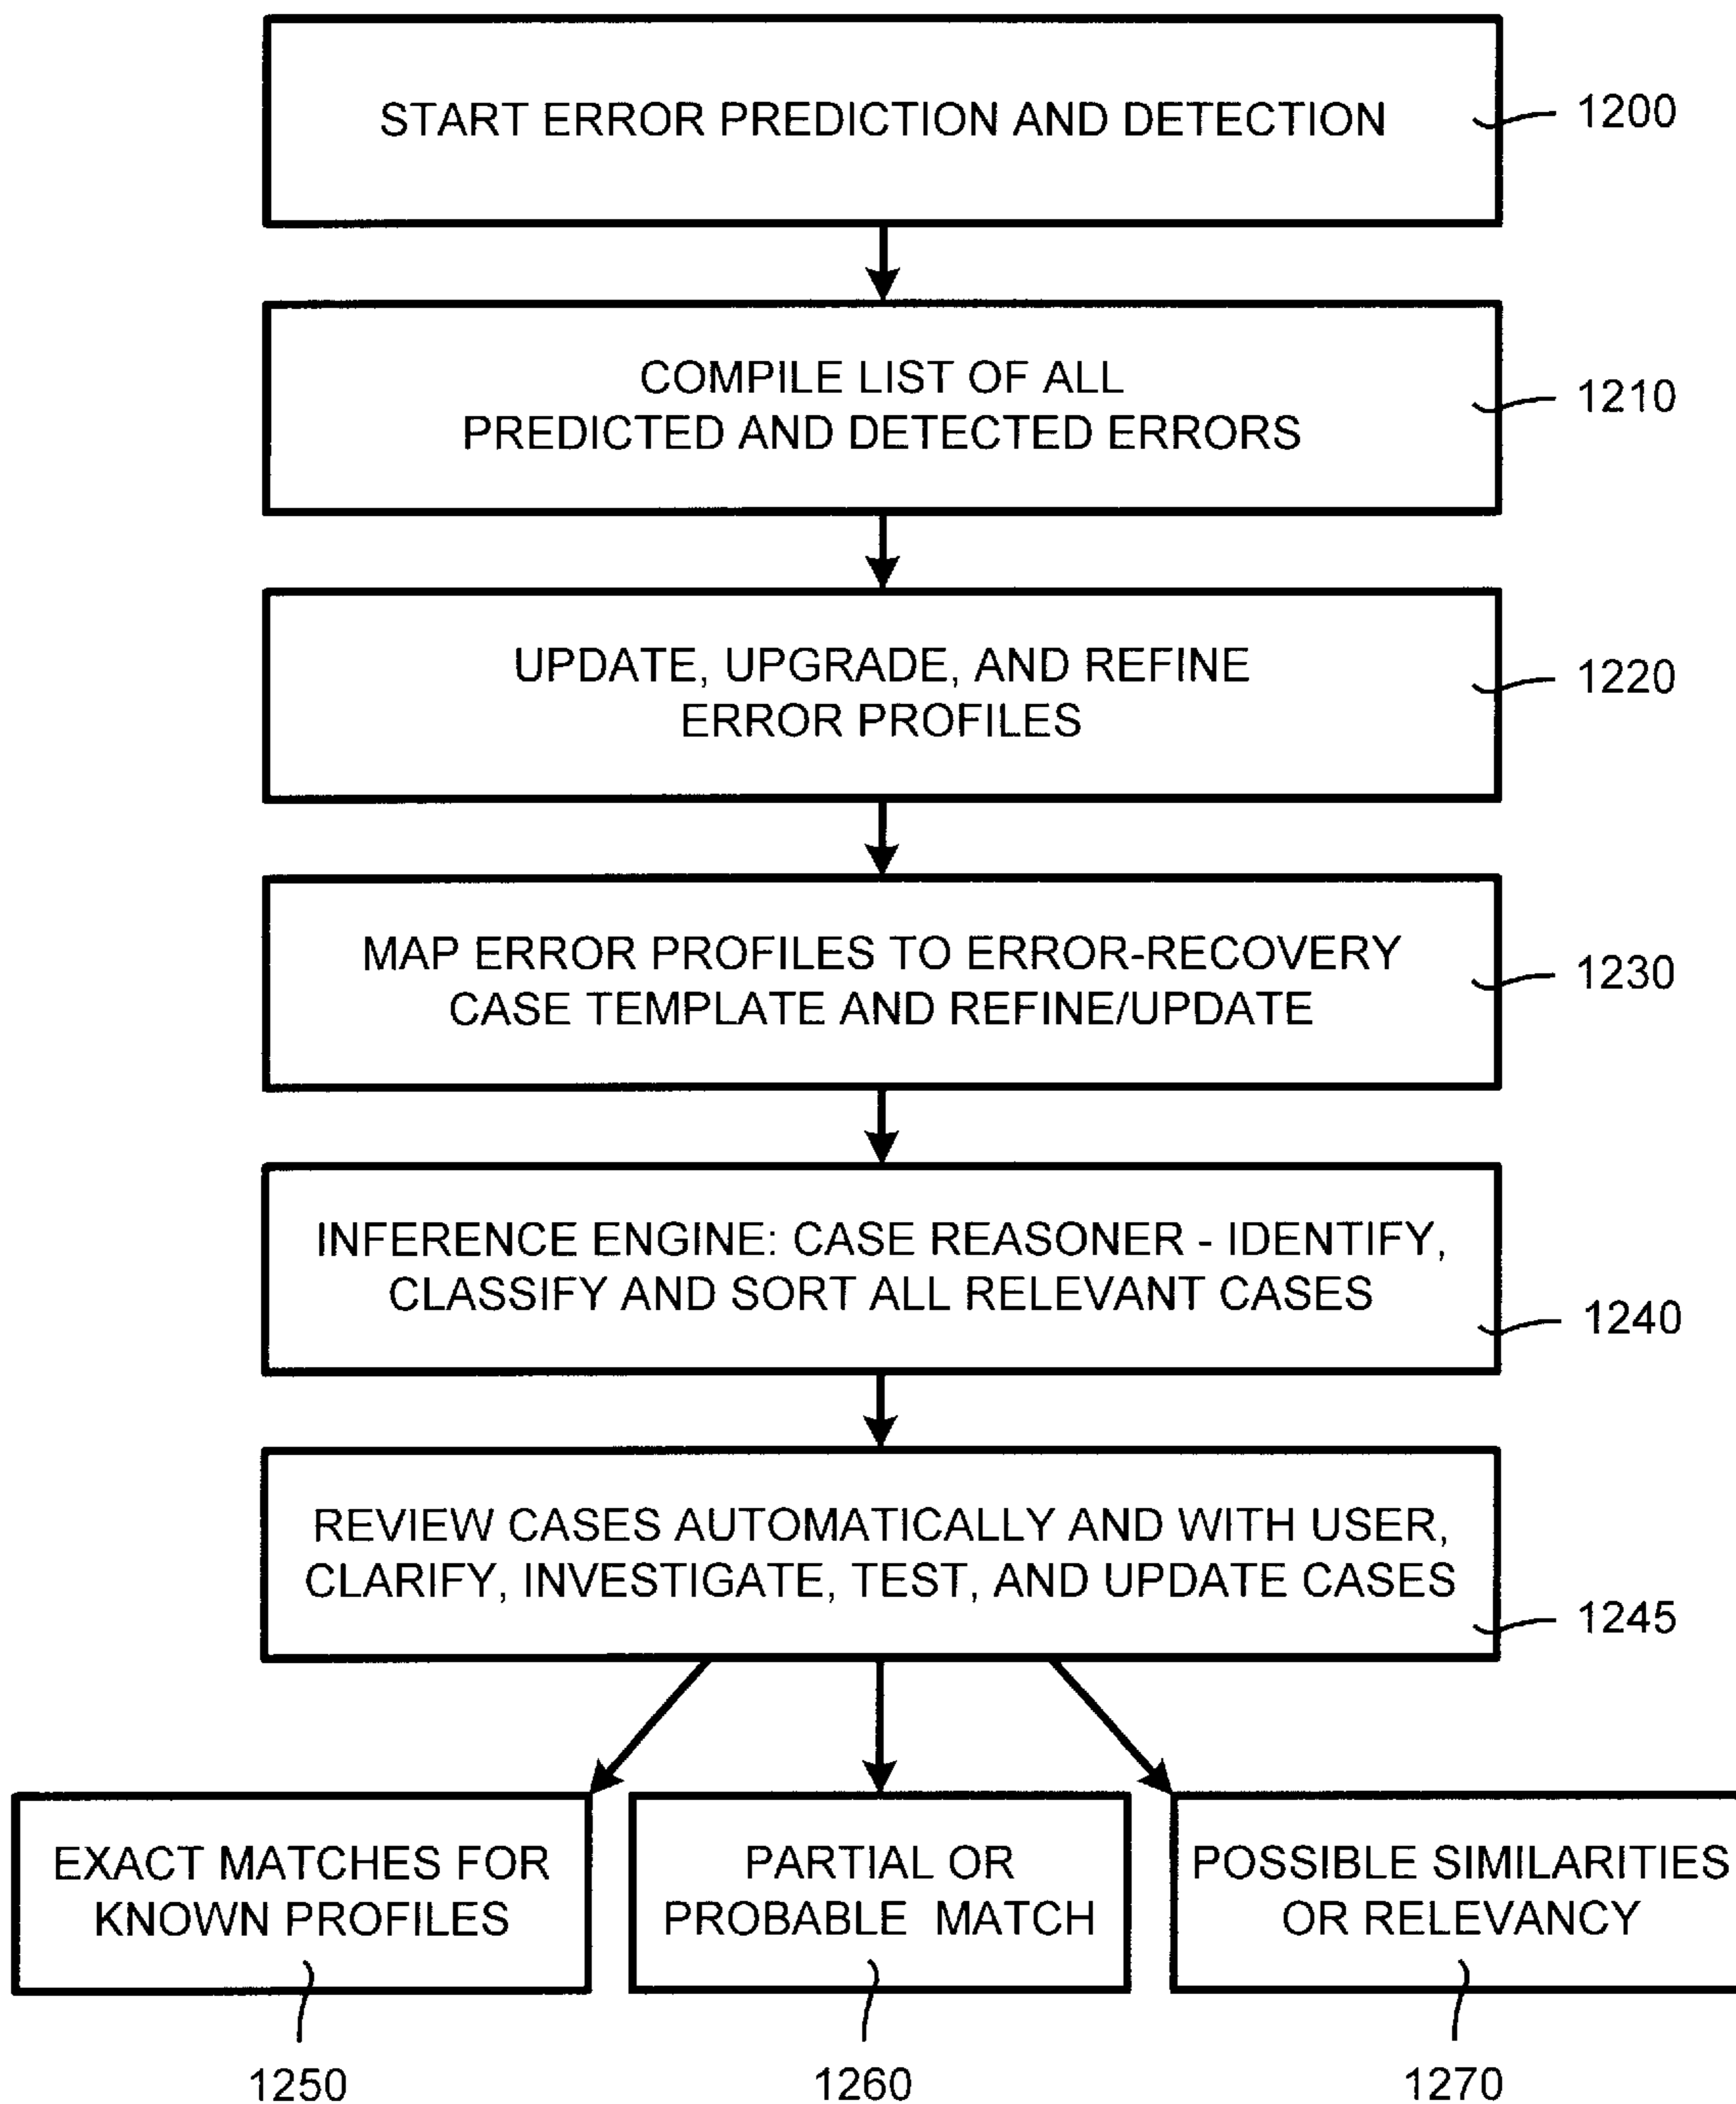 START ERROR PREDICTION AND DETECTION
1200
COMPILE LIST OF ALL
PREDICTED AND DETECTED ERRORS
1210
UPDATE, UPGRADE, AND REFINE
ERROR PROFILES
1220
MAP ERROR PROFILES TO ERROR-RECOVERY
CASE TEMPLATE AND REFINE/UPDATE
1230
INFERENCE ENGINE: CASE REASONER - IDENTIFY,
CLASSIFY AND SORT ALL RELEVANT CASES
1240
REVIEW CASES AUTOMATICALLY AND WITH USER,
CLARIFY, INVESTIGATE, TEST, AND UPDATE CASES
1245
EXACT MATCHES FOR
KNOWN PROFILES
1250
PARTIAL OR
PROBABLE MATCH
1260
POSSIBLE SIMILARITIES
OR RELEVANCY
1270